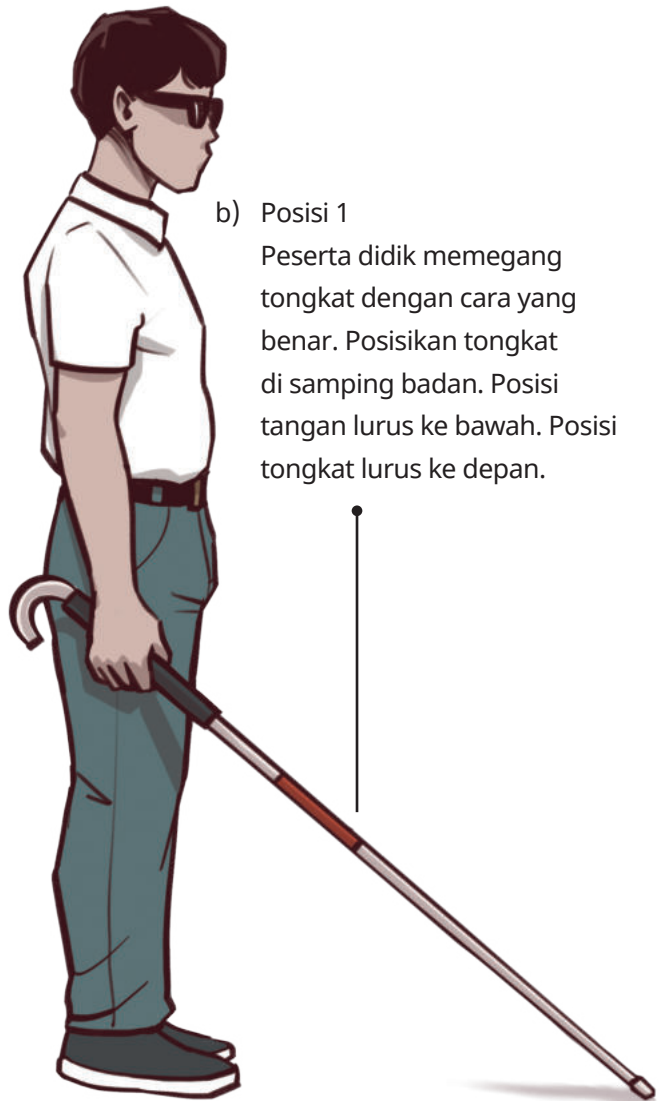 b) Posisi 1
Peserta didik memegang
tongkat dengan cara yang
benar. Posisikan tongkat
di samping badan. Posisi
tangan lurus ke bawah. Posisi
tongkat lurus ke depan.